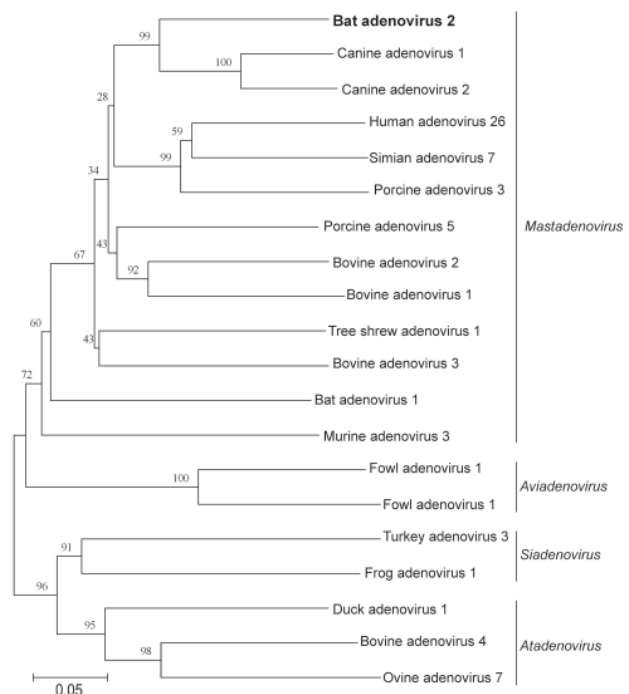 Bat adenovirus 2
99
Canine adenovirus 1
100
Canine adenovirus 2
28
Human adenovirus 26
59
Simian adenovirus 7
99
34
Porcine adenovirus 3
Mastadenovirus
Porcine adenovirus 5
43
67
Bovine adenovirus 2
92
Bovine adenovirus 1
60
Tree shrew adenovirus 1
43
Bovine adenovirus 3
72
Bat adenovirus 1
Murine adenovirus 3
Fowl adenovirus 1
100
Aviadenovirus
Fowl adenovirus 1
Turkey adenovirus 3
91
Siadenovirus
Frog adenovirus 1
96
Duck adenovirus 1
95
Bovine adenovirus 4
Atadenovirus
98
Ovine adenovirus 7
0.05